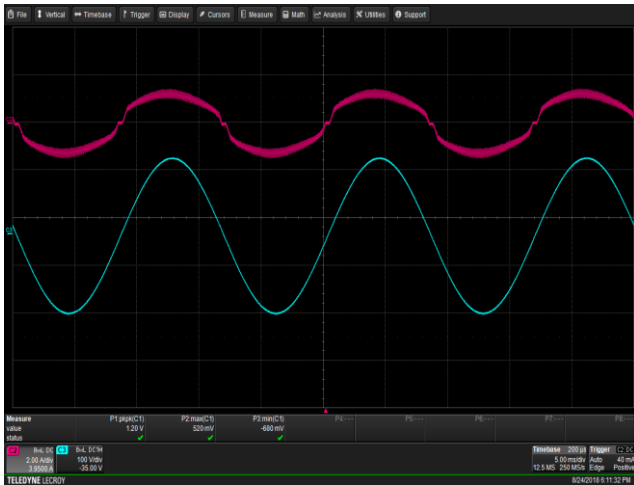 File Vertical Timebase Trigger Display Cursors Measure Math Analysis Utilities Support
C2
C3
Measure P1:pkpk(C1) P2:max(C1) P3:min(C1) P4:--- P5:--- P6:--- P7:--- P8:---
value 1.20 V 520 mV -680 mV
status
C2 BwL DC C3 BwL DC1M Timebase 200 µs Trigger C2 DC
2.00 A/div 100 V/div 5.00 ms/div Auto 40 mA
3.9500 A -35.00 V 12.5 MS 250 MS/s Edge Positive
TELEDYNE LECROY 8/24/2018 6:11:32 PM